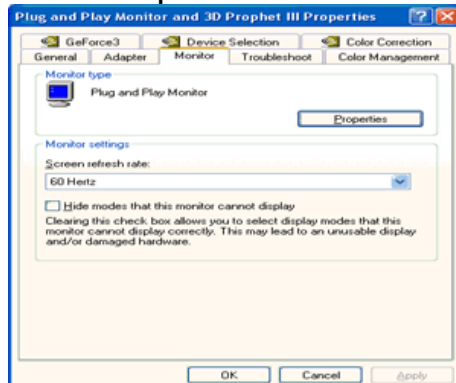 Plug and Play Monitor and 3D Prophet III Properties
GeForce3 Device Selection Color Correction
General Adapter Monitor Troubleshoot Color Management
Monitor type
Plug and Play Monitor
Properties
Monitor settings
Screen refresh rate:
60 Hertz
Hide modes that this monitor cannot display
Clearing this check box allows you to select display modes that this
monitor cannot display correctly. This may lead to an unusable display
and/or damaged hardware.
OK Cancel Apply